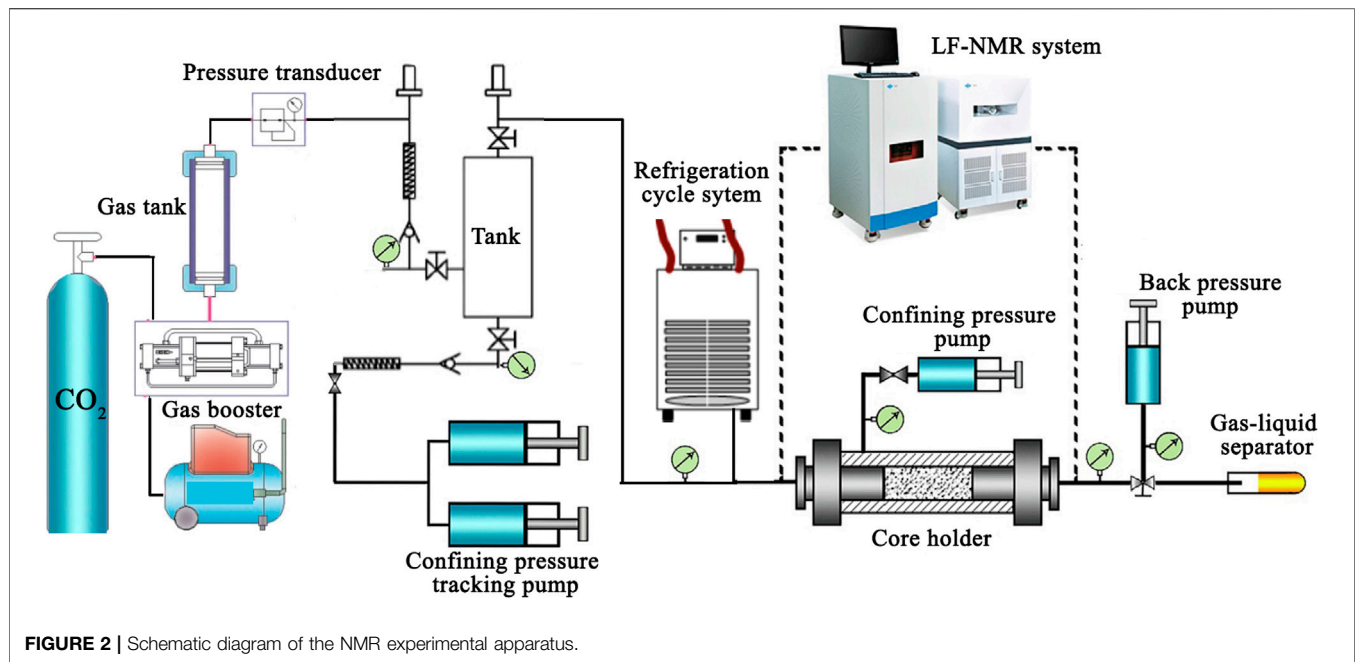 LF-NMR system
Pressure transducer
Refrigeration
cycle sytem
Gas tank
Tank
Back pressure
pump
Confining pressure
pump
CO₂
Gas booster
Gas-liquid
separator
Core holder
Confining pressure
tracking pump
FIGURE 2 | Schematic diagram of the NMR experimental apparatus.